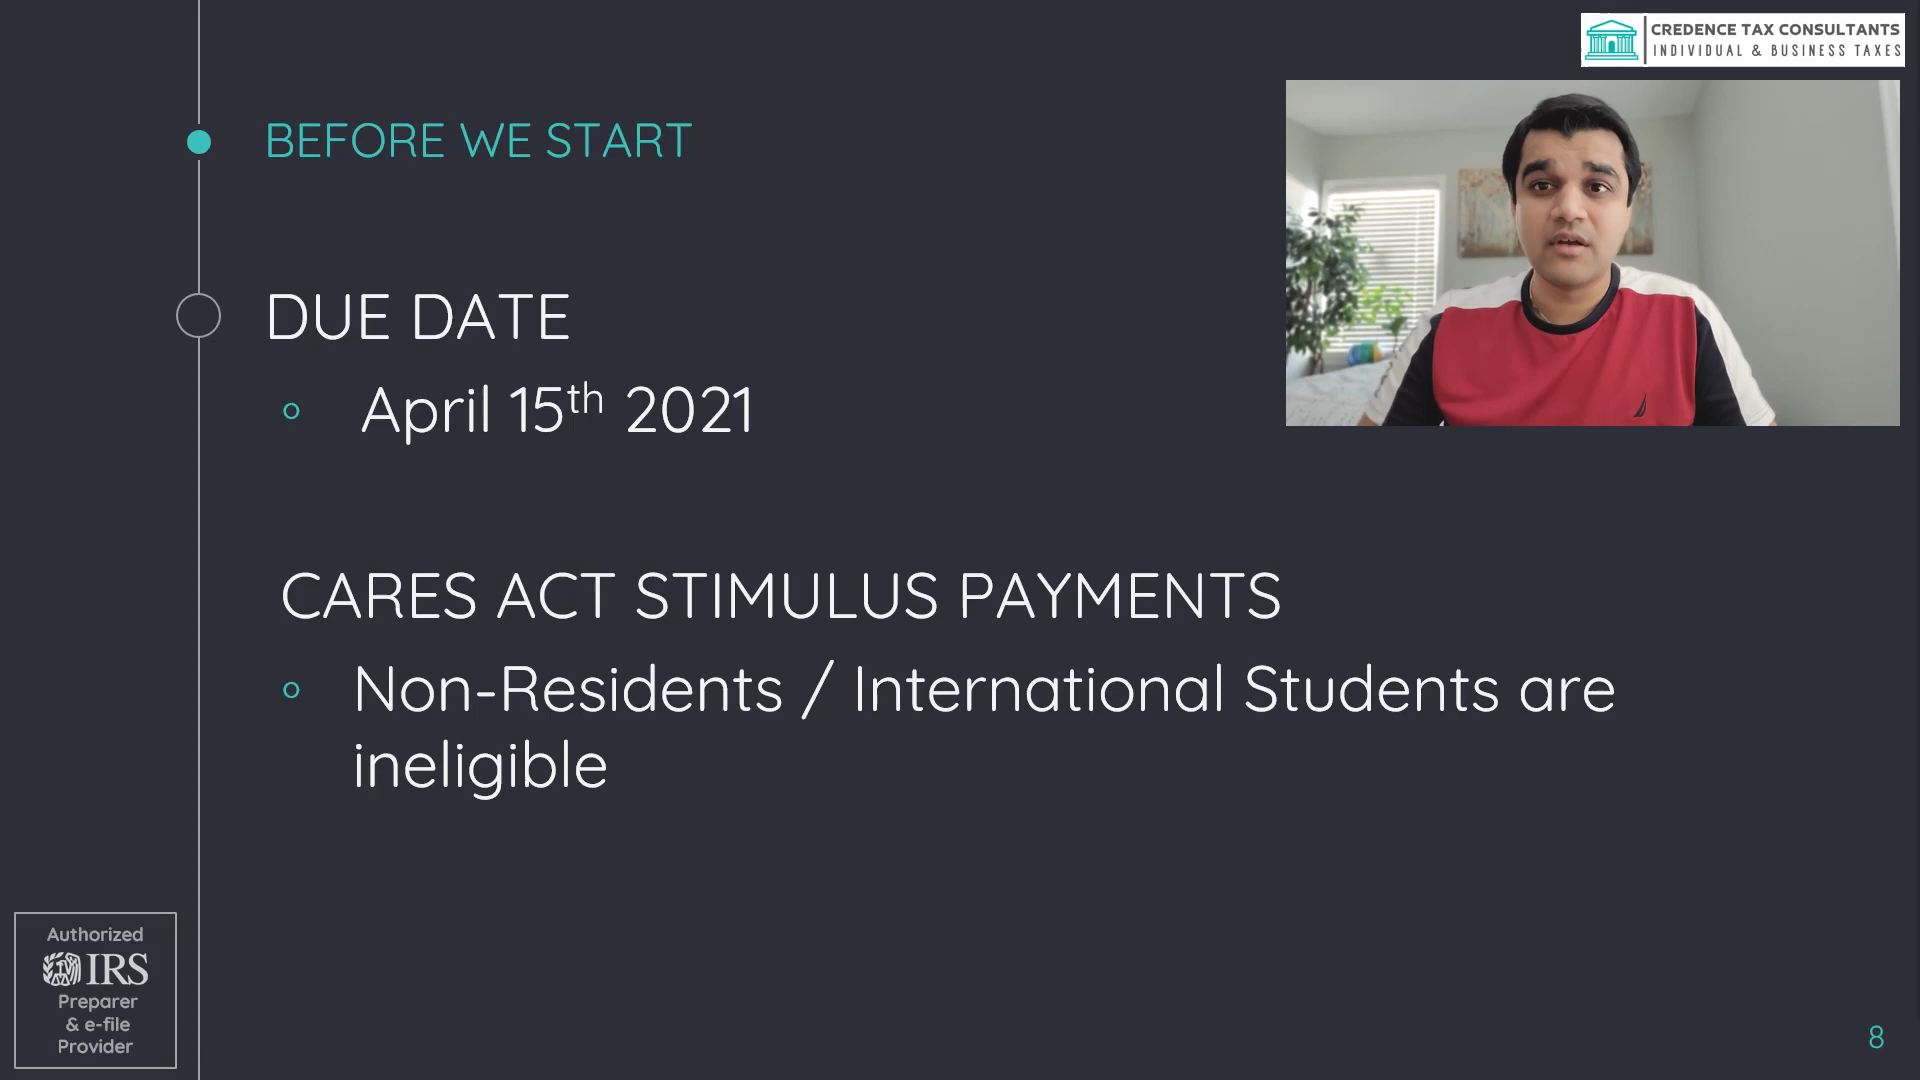 CREDENCE TAX CONSULTANTS
INDIVIDUAL & BUSINESS TAXES
BEFORE WE START
DUE DATE
April 15th 2021
CARES ACT STIMULUS PAYMENTS
Non-Residents / International Students are
ineligible
Authorized
IRS
Preparer
& e-file
Provider
8